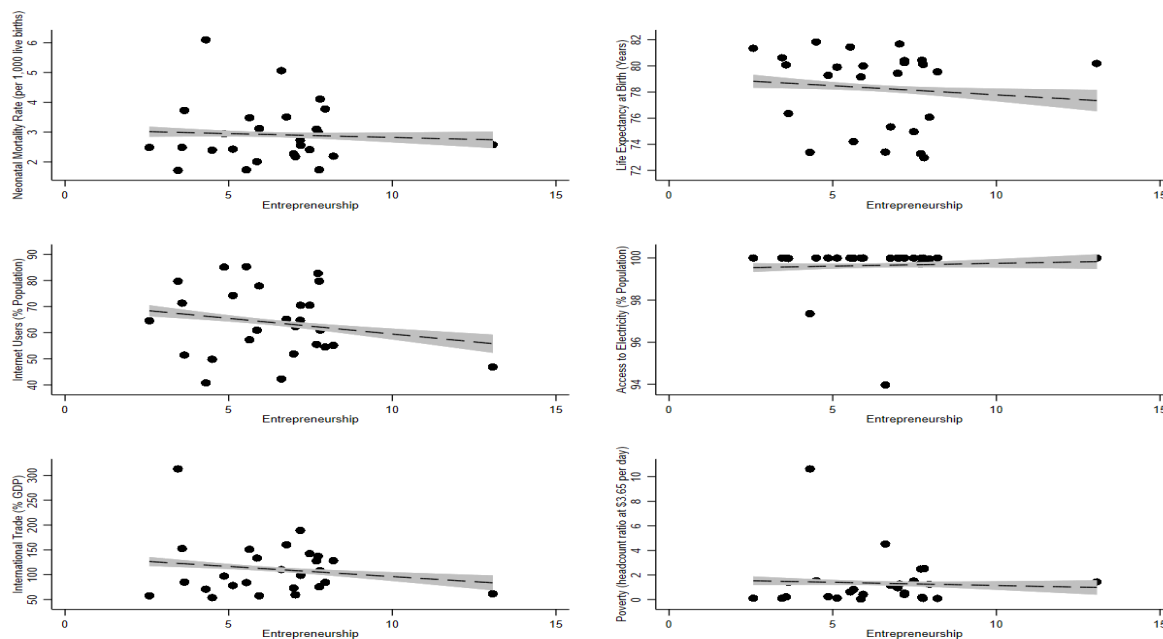 Neonatal Mortality Rate (per 1,000 live births)
6
5
4
3
2
0 5 10 15
Entrepreneurship
Life Expectancy at Birth (Years)
82
80
78
76
74
72
0 5 10 15
Entrepreneurship
Internet Users (% Population)
90
80
70
60
50
40
0 5 10 15
Entrepreneurship
Access to Electricity (% Population)
100
98
96
94
0 5 10 15
Entrepreneurship
International Trade (% GDP)
300
250
200
150
100
50
0 5 10 15
Entrepreneurship
Poverty (headcount ratio at $3.65 per day)
10
8
6
4
2
0
0 5 10 15
Entrepreneurship